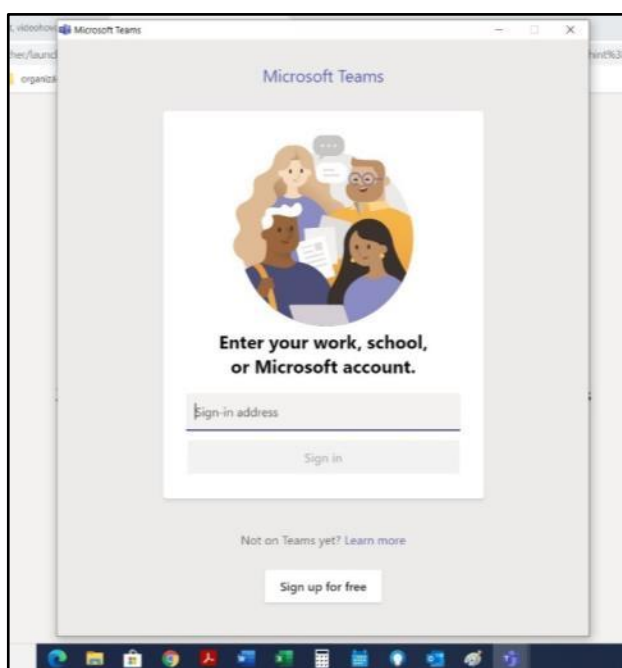 Microsoft Teams
Microsoft Teams
Enter your work, school,
or Microsoft account.
Sign-in address
Sign in
Not on Teams yet? Learn more
Sign up for free